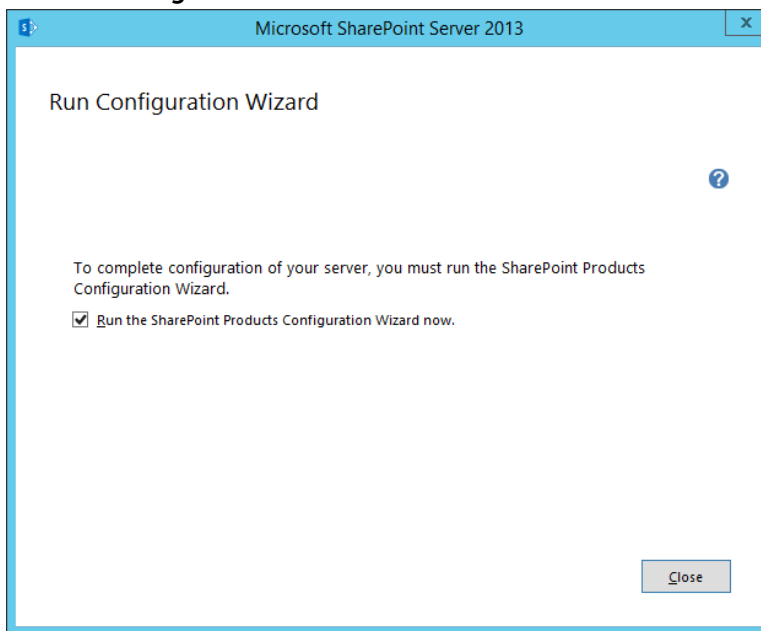 Microsoft SharePoint Server 2013
x
Run Configuration Wizard
?
To complete configuration of your server, you must run the SharePoint Products
Configuration Wizard.
Run the SharePoint Products Configuration Wizard now.
Close